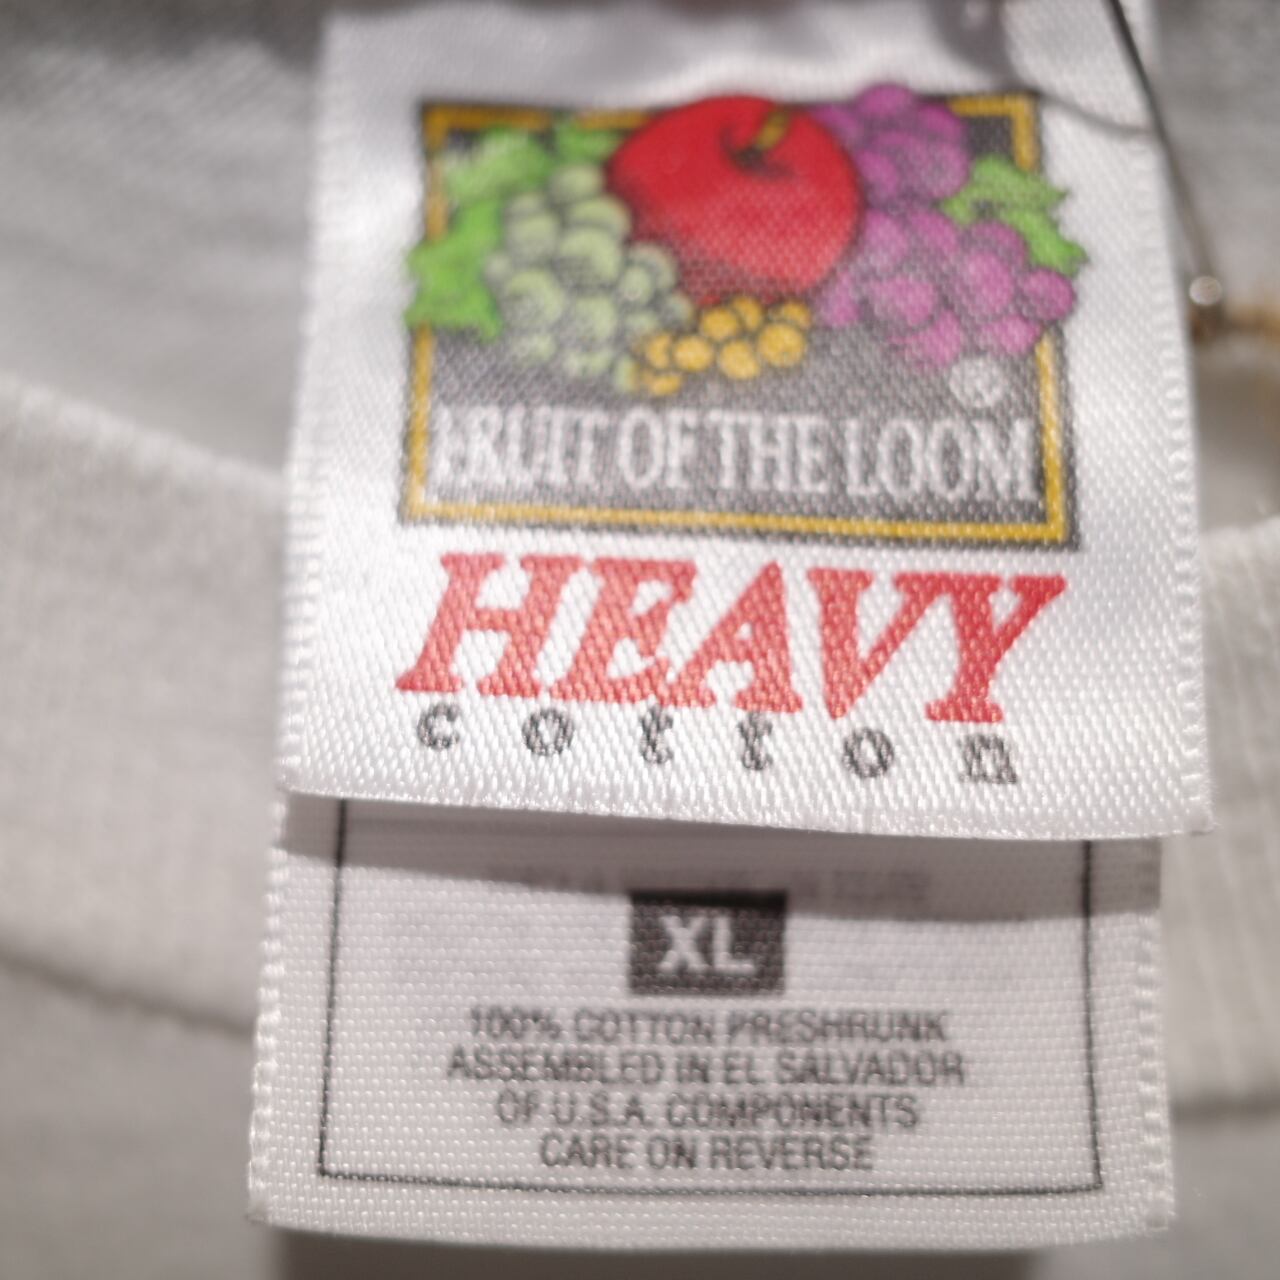 ®
FRUIT OF THE LOOM
HEAVY
cotton
XL
100% COTTON PRESHRUNK
ASSEMBLED IN EL SALVADOR
OF U.S.A. COMPONENTS
CARE ON REVERSE